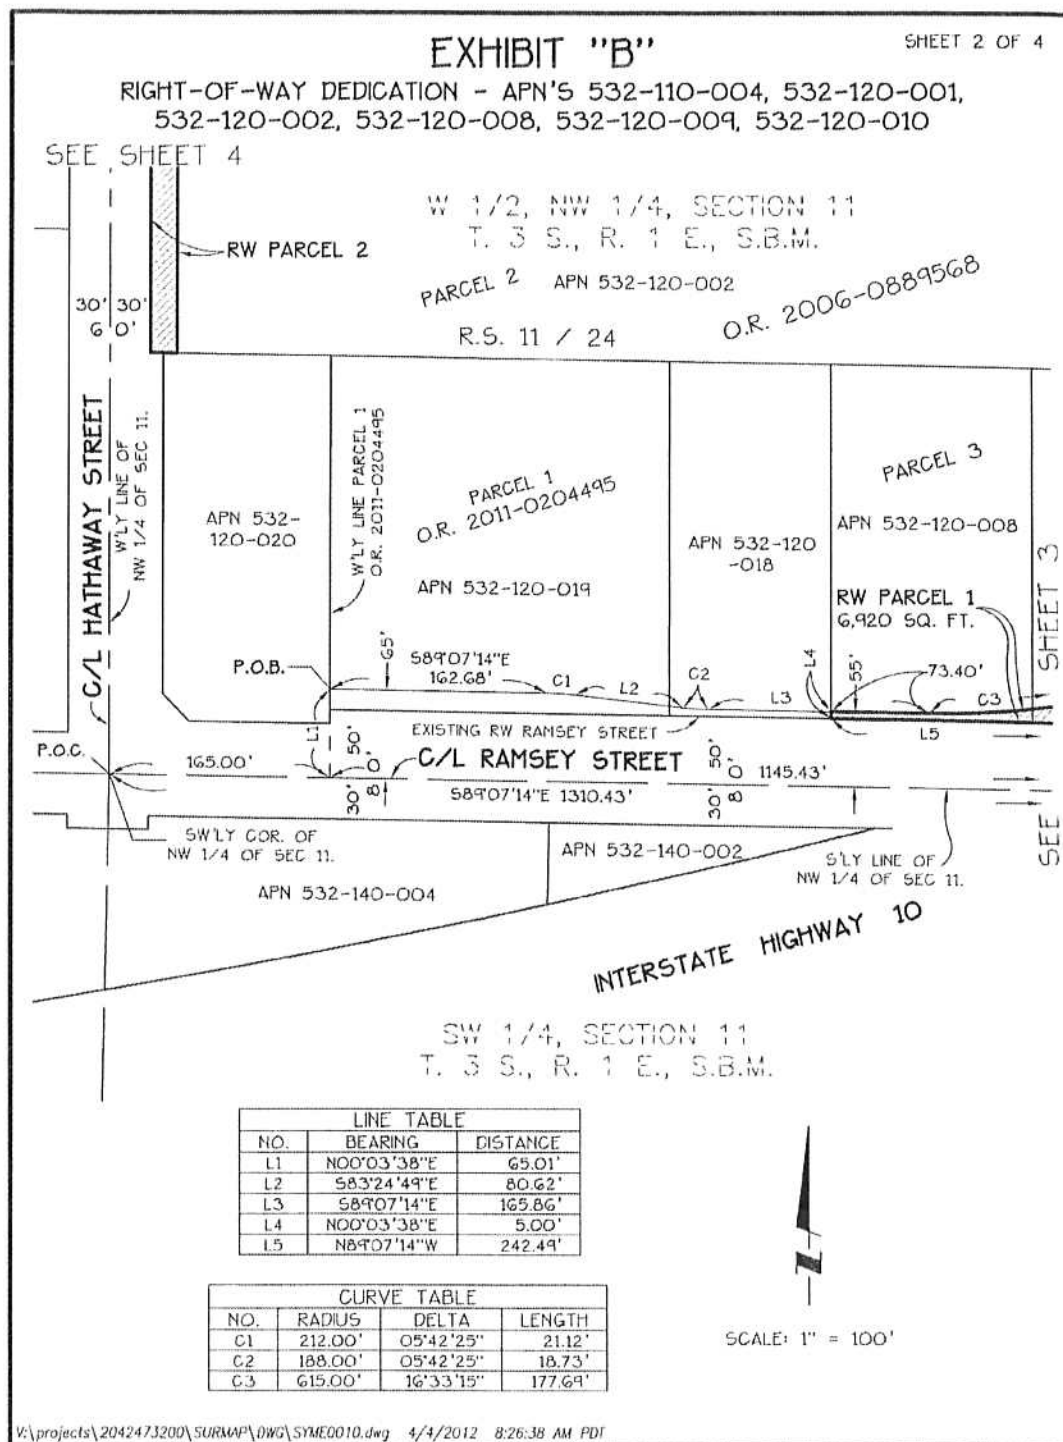 EXHIBIT "B"
SHEET 2 OF 4
RIGHT-OF-WAY DEDICATION - APN'S 532-110-004, 532-120-001,
532-120-002, 532-120-008, 532-120-009, 532-120-010
SEE SHEET 4
W 1/2, NW 1/4, SECTION 11
T. 3 S., R. 1 E., S.B.M.
RW PARCEL 2
PARCEL 2 APN 532-120-002
O.R. 2006-0889568
R.S. 11 / 24
30' 30'
60'
C/L HATHAWAY STREET
W'LY LINE OF
NW 1/4 OF SEC 11.
W'LY LINE PARCEL 1
O.R. 2011-0204495
PARCEL 1
O.R. 2011-0204495
PARCEL 3
APN 532-
120-020
APN 532-120-019
APN 532-120
-018
APN 532-120-008
RW PARCEL 1
6,920 SQ. FT.
SEE SHEET 3
P.O.B.
65'
S89°07'14"E
162.68'
C1
L2
C2
L3
L4
55'
73.40'
C3
L5
L1
EXISTING RW RAMSEY STREET
P.O.C.
165.00'
30' 50'
80'
C/L RAMSEY STREET
30' 50'
80'
1145.43'
S89°07'14"E 1310.43'
SW'LY COR. OF
NW 1/4 OF SEC 11.
APN 532-140-002
S'LY LINE OF
NW 1/4 OF SEC 11.
APN 532-140-004
INTERSTATE HIGHWAY 10
SW 1/4, SECTION 11
T. 3 S., R. 1 E., S.B.M.
LINE TABLE
NO. BEARING DISTANCE
L1 N00°03'38"E 65.01'
L2 S83°24'49"E 80.62'
L3 S89°07'14"E 165.86'
L4 N00°03'38"E 5.00'
L5 N89°07'14"W 242.49'
CURVE TABLE
NO. RADIUS DELTA LENGTH
C1 212.00' 05°42'25" 21.12'
C2 188.00' 05°42'25" 18.73'
C3 615.00' 16°33'15" 177.69'
N
SCALE: 1" = 100'
V:\projects\2042473200\SURMAP\DWG\SYME0010.dwg 4/4/2012 8:26:38 AM PDT